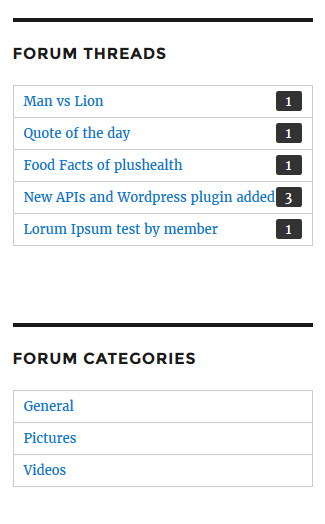 FORUM THREADS
Man vs Lion 1
Quote of the day 1
Food Facts of plushealth 1
New APIs and Wordpress plugin added 3
Lorum Ipsum test by member 1
FORUM CATEGORIES
General
Pictures
Videos